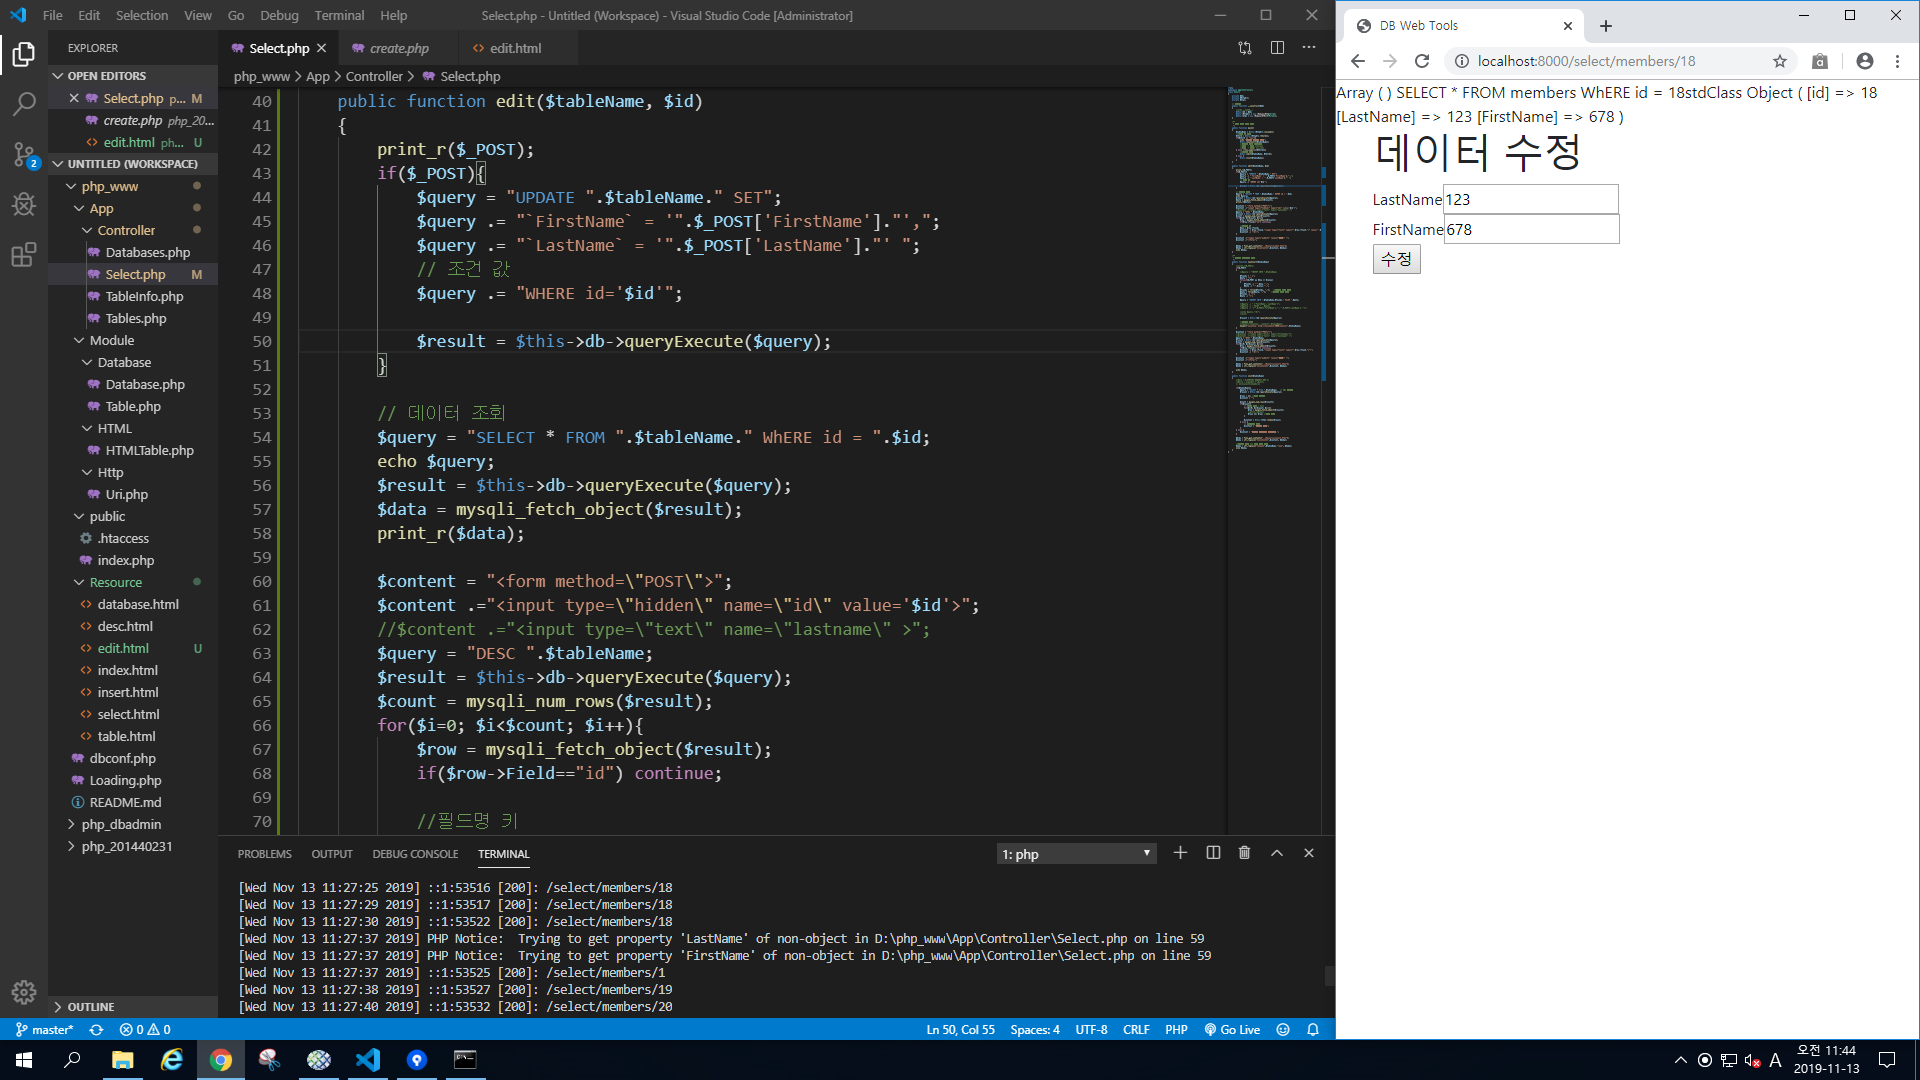 File Edit Selection View Go Debug Terminal Help
Select.php - Untitled (Workspace) - Visual Studio Code [Administrator]
EXPLORER
OPEN EDITORS
Select.php p... M
create.php php_20...
edit.html ph... U
UNTITLED (WORKSPACE)
php_www
App
Controller
Databases.php
Select.php M
TableInfo.php
Tables.php
Module
Database
Database.php
Table.php
HTML
HTMLTable.php
Http
Uri.php
public
.htaccess
index.php
Resource
database.html
desc.html
edit.html U
index.html
insert.html
select.html
table.html
dbconf.php
Loading.php
README.md
php_dbadmin
php_201440231
OUTLINE
2
Select.php create.php edit.html
php_www > App > Controller > Select.php
40 public function edit($tableName, $id)
41 {
42 print_r($_POST);
43 if($_POST){
44 $query = "UPDATE ".$tableName." SET";
45 $query .= "`FirstName` = '".$_POST['FirstName']."',";
46 $query .= "`LastName` = '".$_POST['LastName']."' ";
47 // 조건 값
48 $query .= "WHERE id='$id'";
49
50 $result = $this->db->queryExecute($query);
51 }
52
53 // 데이터 조회
54 $query = "SELECT * FROM ".$tableName." WhERE id = ".$id;
55 echo $query;
56 $result = $this->db->queryExecute($query);
57 $data = mysqli_fetch_object($result);
58 print_r($data);
59
60 $content = "<form method=\"POST\">";
61 $content .="<input type=\"hidden\" name=\"id\" value='$id'>";
62 //$content .="<input type=\"text\" name=\"lastname\" >";
63 $query = "DESC ".$tableName;
64 $result = $this->db->queryExecute($query);
65 $count = mysqli_num_rows($result);
66 for($i=0; $i<$count; $i++){
67 $row = mysqli_fetch_object($result);
68 if($row->Field=="id") continue;
69
70 //필드명 키
PROBLEMS OUTPUT DEBUG CONSOLE TERMINAL
1: php
[Wed Nov 13 11:27:25 2019] ::1:53516 [200]: /select/members/18
[Wed Nov 13 11:27:29 2019] ::1:53517 [200]: /select/members/18
[Wed Nov 13 11:27:30 2019] ::1:53522 [200]: /select/members/18
[Wed Nov 13 11:27:37 2019] PHP Notice:  Trying to get property 'LastName' of non-object in D:\php_www\App\Controller\Select.php on line 59
[Wed Nov 13 11:27:37 2019] PHP Notice:  Trying to get property 'FirstName' of non-object in D:\php_www\App\Controller\Select.php on line 59
[Wed Nov 13 11:27:37 2019] ::1:53525 [200]: /select/members/1
[Wed Nov 13 11:27:38 2019] ::1:53527 [200]: /select/members/19
[Wed Nov 13 11:27:40 2019] ::1:53532 [200]: /select/members/20
master* 0 0 Ln 50, Col 55 Spaces: 4 UTF-8 CRLF PHP Go Live
DB Web Tools
localhost:8000/select/members/18
Array ( ) SELECT * FROM members WhERE id = 18stdClass Object ( [id] => 18
[LastName] => 123 [FirstName] => 678 )
데이터 수정
LastName 123
FirstName 678
수정
A 오전 11:44
2019-11-13